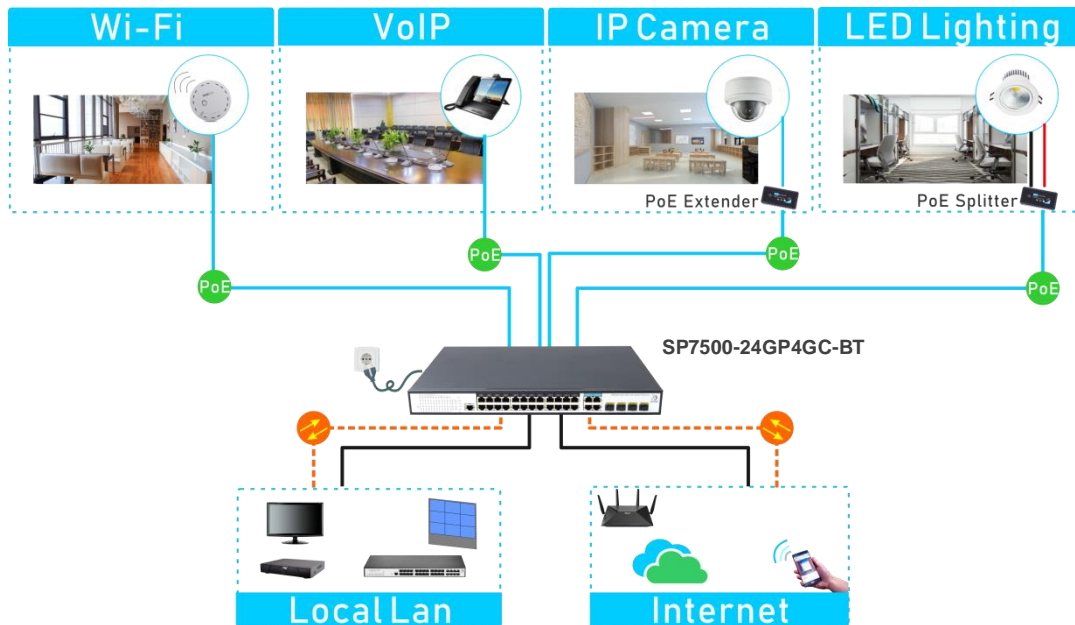 Wi-Fi
VoIP
IP Camera
LED Lighting
PoE Extender
PoE Splitter
PoE
PoE
PoE
PoE
SP7500-24GP4GC-BT
Local Lan
Internet